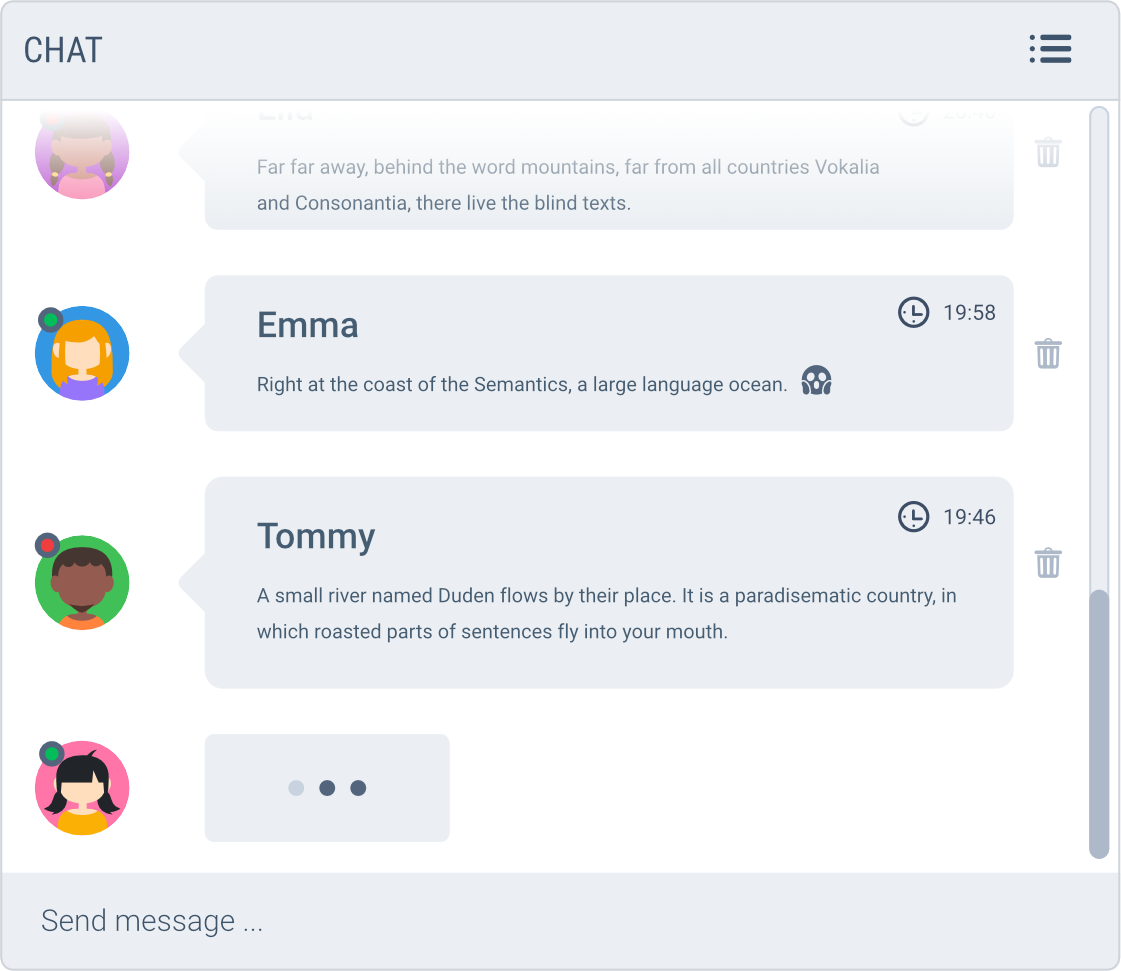 CHAT
Far far away, behind the word mountains, far from all countries Vokalia
and Consonantia, there live the blind texts.
Emma
19:58
Right at the coast of the Semantics, a large language ocean.
Tommy
19:46
A small river named Duden flows by their place. It is a paradisematic country, in
which roasted parts of sentences fly into your mouth.
Send message ...